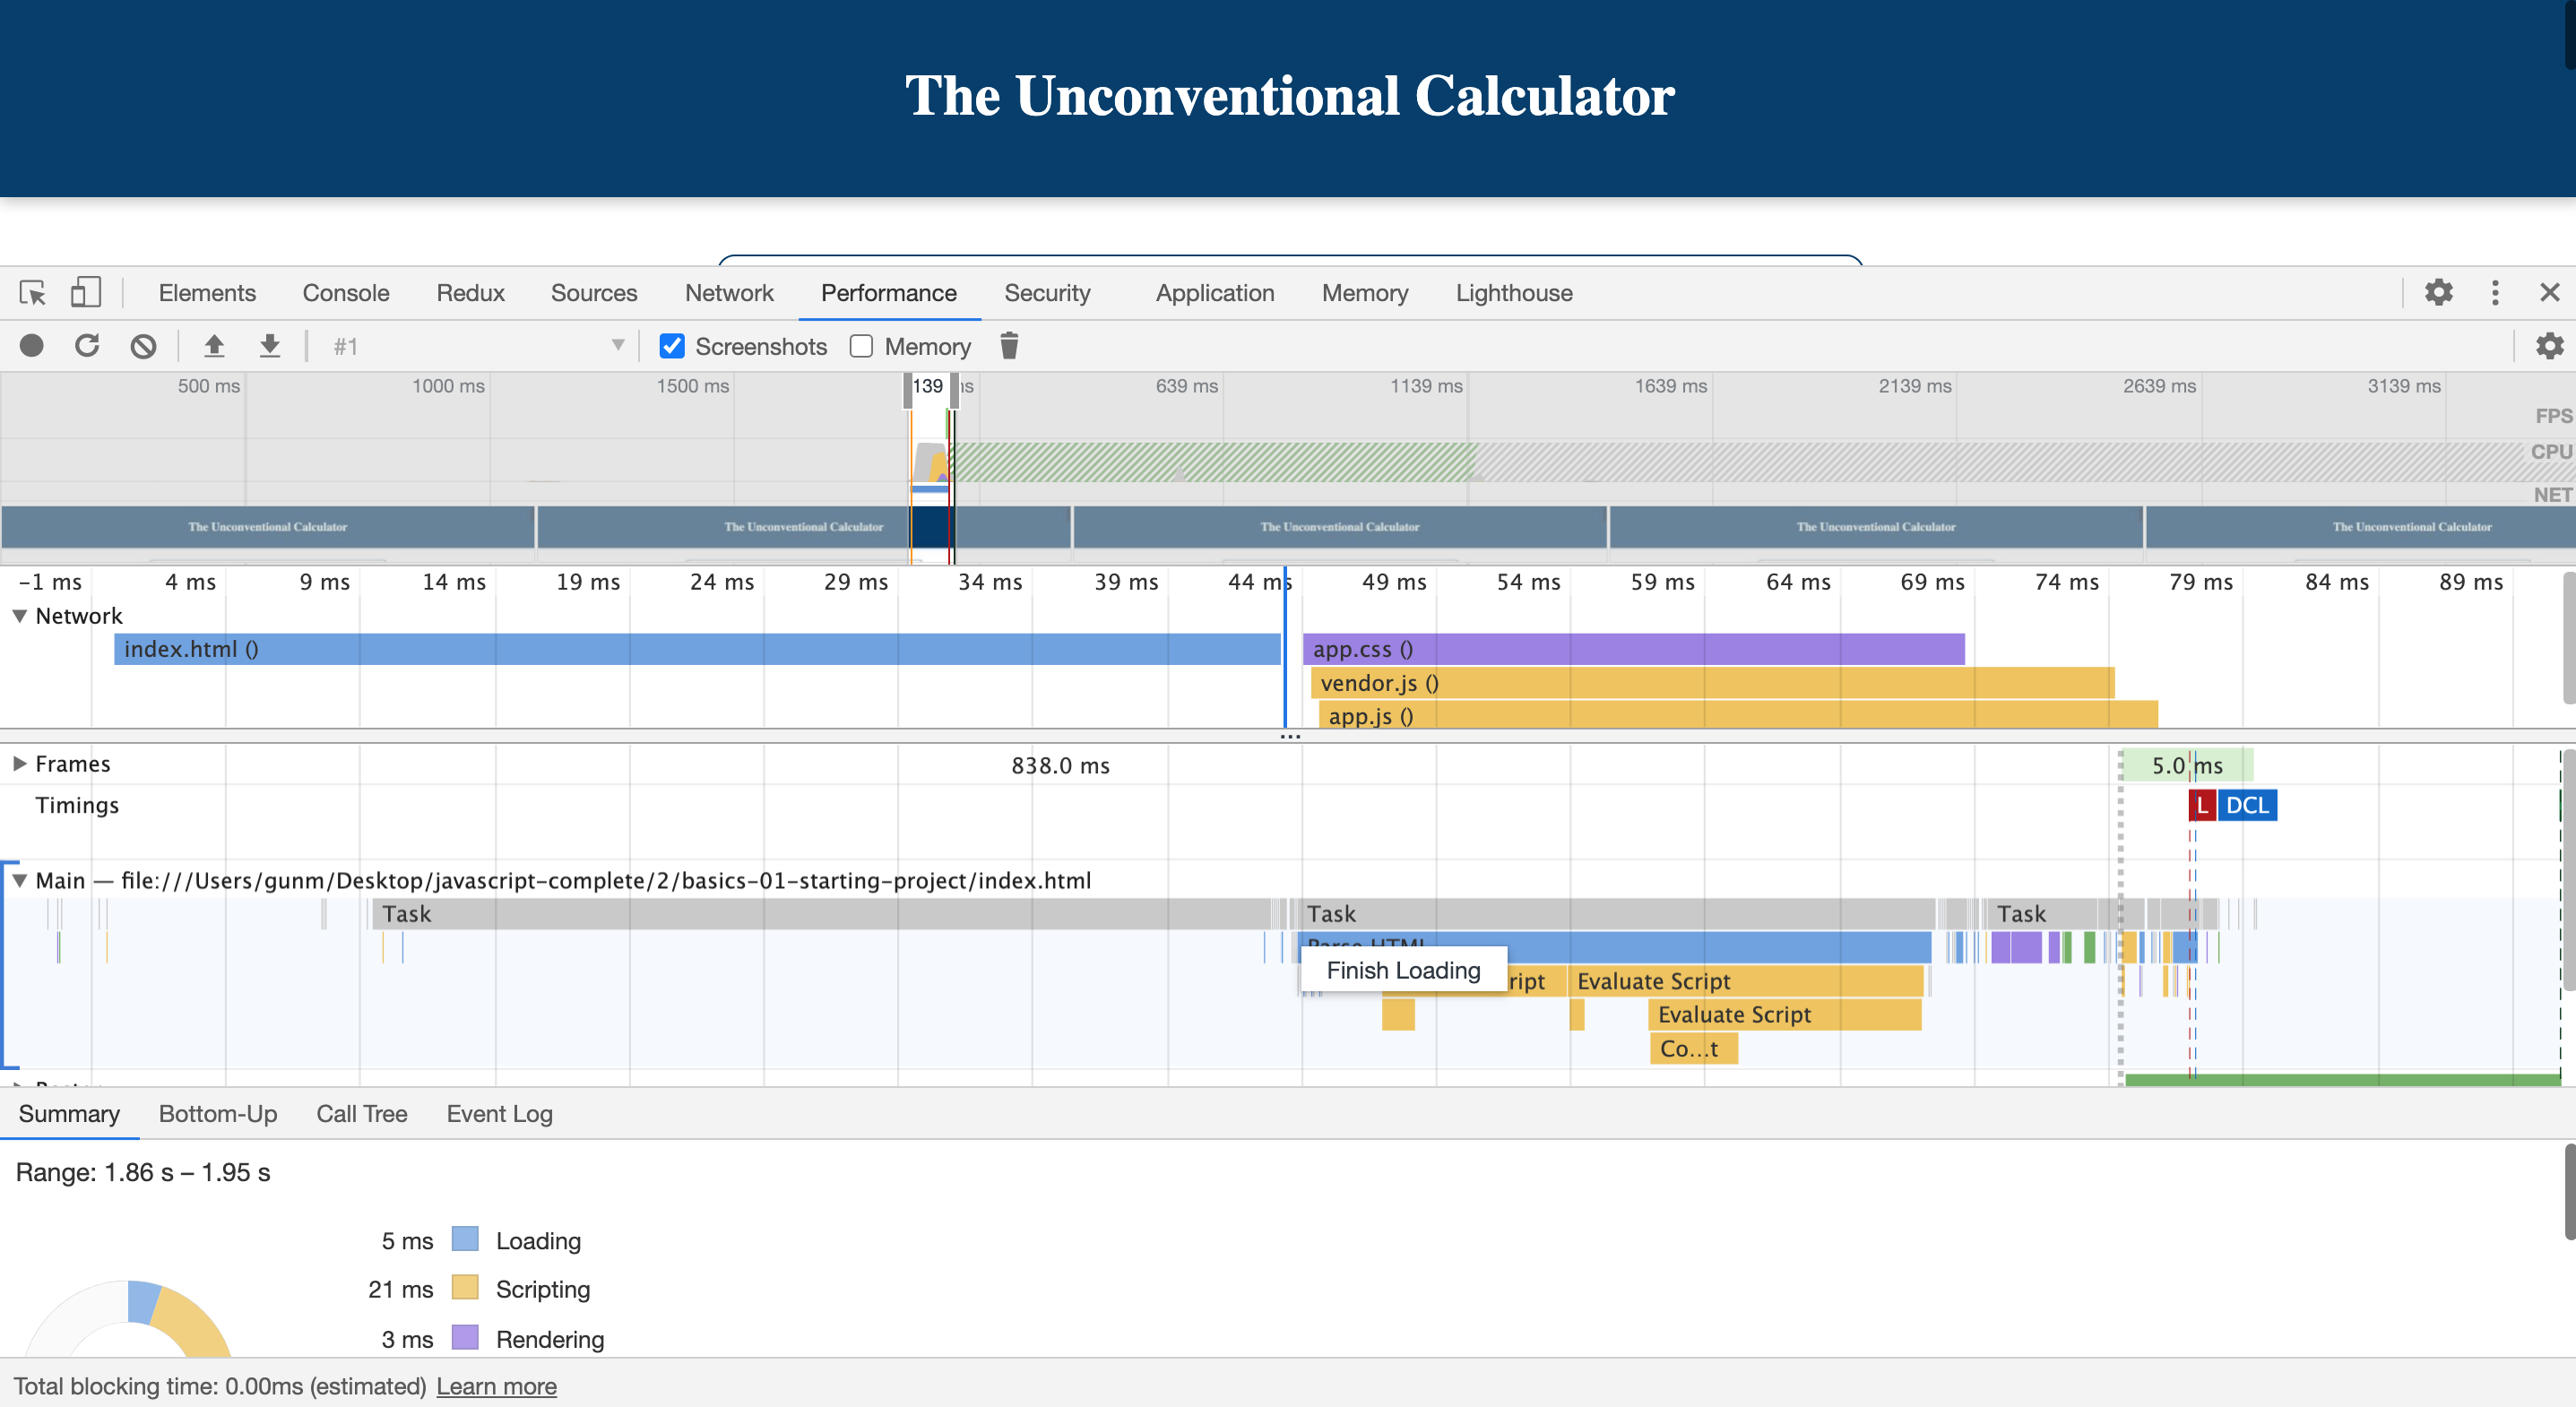 The Unconventional Calculator
Elements Console Redux Sources Network Performance Security Application Memory Lighthouse
#1 Screenshots Memory
500 ms 1000 ms 1500 ms 139 ms 639 ms 1139 ms 1639 ms 2139 ms 2639 ms 3139 ms
FPS
CPU
NET
The Unconventional Calculator The Unconventional Calculator The Unconventional Calculator The Unconventional Calculator The Unconventional Calculator
-1 ms 4 ms 9 ms 14 ms 19 ms 24 ms 29 ms 34 ms 39 ms 44 ms 49 ms 54 ms 59 ms 64 ms 69 ms 74 ms 79 ms 84 ms 89 ms
Network
index.html () app.css ()
vendor.js ()
app.js ()
Frames 838.0 ms 5.0 ms
Timings L DCL
Main — file:///Users/gunm/Desktop/javascript-complete/2/basics-01-starting-project/index.html
Task Task Task
Parse HTML
Finish Loading
ript Evaluate Script
Evaluate Script
Co...t
Summary Bottom-Up Call Tree Event Log
Range: 1.86 s – 1.95 s
5 ms Loading
21 ms Scripting
3 ms Rendering
Total blocking time: 0.00ms (estimated) Learn more